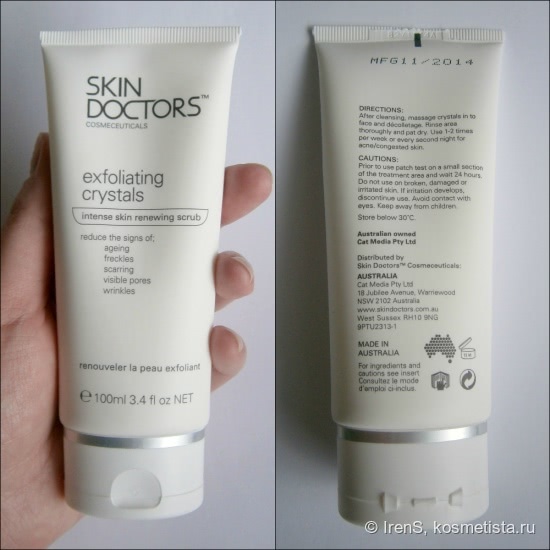 SKIN
DOCTORS™
COSMECEUTICALS
exfoliating
crystals
intense skin renewing scrub
reduce the signs of;
ageing
freckles
scarring
visible pores
wrinkles
renouveler la peau exfoliant
℮ 100ml 3.4 fl oz NET
MFG11/2014
DIRECTIONS:
After cleansing, massage crystals in to
face and décolletage. Rinse area
thoroughly and pat dry. Use 1-2 times
per week or every second night for
acne/congested skin.
CAUTIONS:
Prior to use patch test on a small section
of the treatment area and wait 24 hours.
Do not use on broken, damaged or
irritated skin. If irritation develops,
discontinue use. Avoid contact with
eyes. Keep away from children.
Store below 30°C.
Australian owned
Cat Media Pty Ltd
Distributed by
Skin Doctors™ Cosmeceuticals:
AUSTRALIA
Cat Media Pty Ltd
18 Jubilee Avenue, Warriewood
NSW 2102 Australia
www.skindoctors.com.au
West Sussex RH10 9NG
9PTU2313-1
MADE IN
AUSTRALIA
For ingredients and
cautions see insert
Consultez le mode
d'emploi ci-inclus.
© IrenS, kosmetista.ru